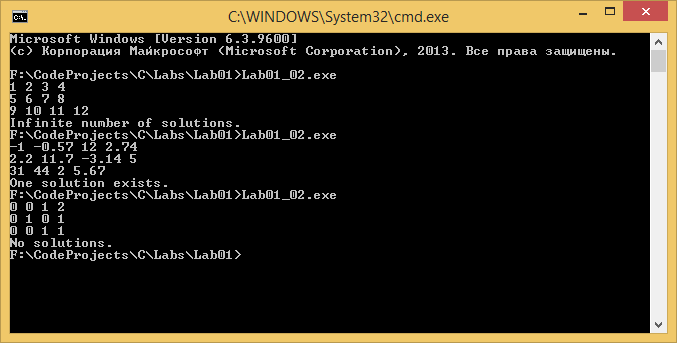 C:\WINDOWS\System32\cmd.exe
Microsoft Windows [Version 6.3.9600]
(c) Корпорация Майкрософт (Microsoft Corporation), 2013. Все права защищены.
F:\CodeProjects\C\Labs\Lab01>Lab01_02.exe
1 2 3 4
5 6 7 8
9 10 11 12
Infinite number of solutions.
F:\CodeProjects\C\Labs\Lab01>Lab01_02.exe
-1 -0.57 12 2.74
2.2 11.7 -3.14 5
31 44 2 5.67
One solution exists.
F:\CodeProjects\C\Labs\Lab01>Lab01_02.exe
0 0 1 2
0 1 0 1
0 0 1 1
No solutions.
F:\CodeProjects\C\Labs\Lab01>